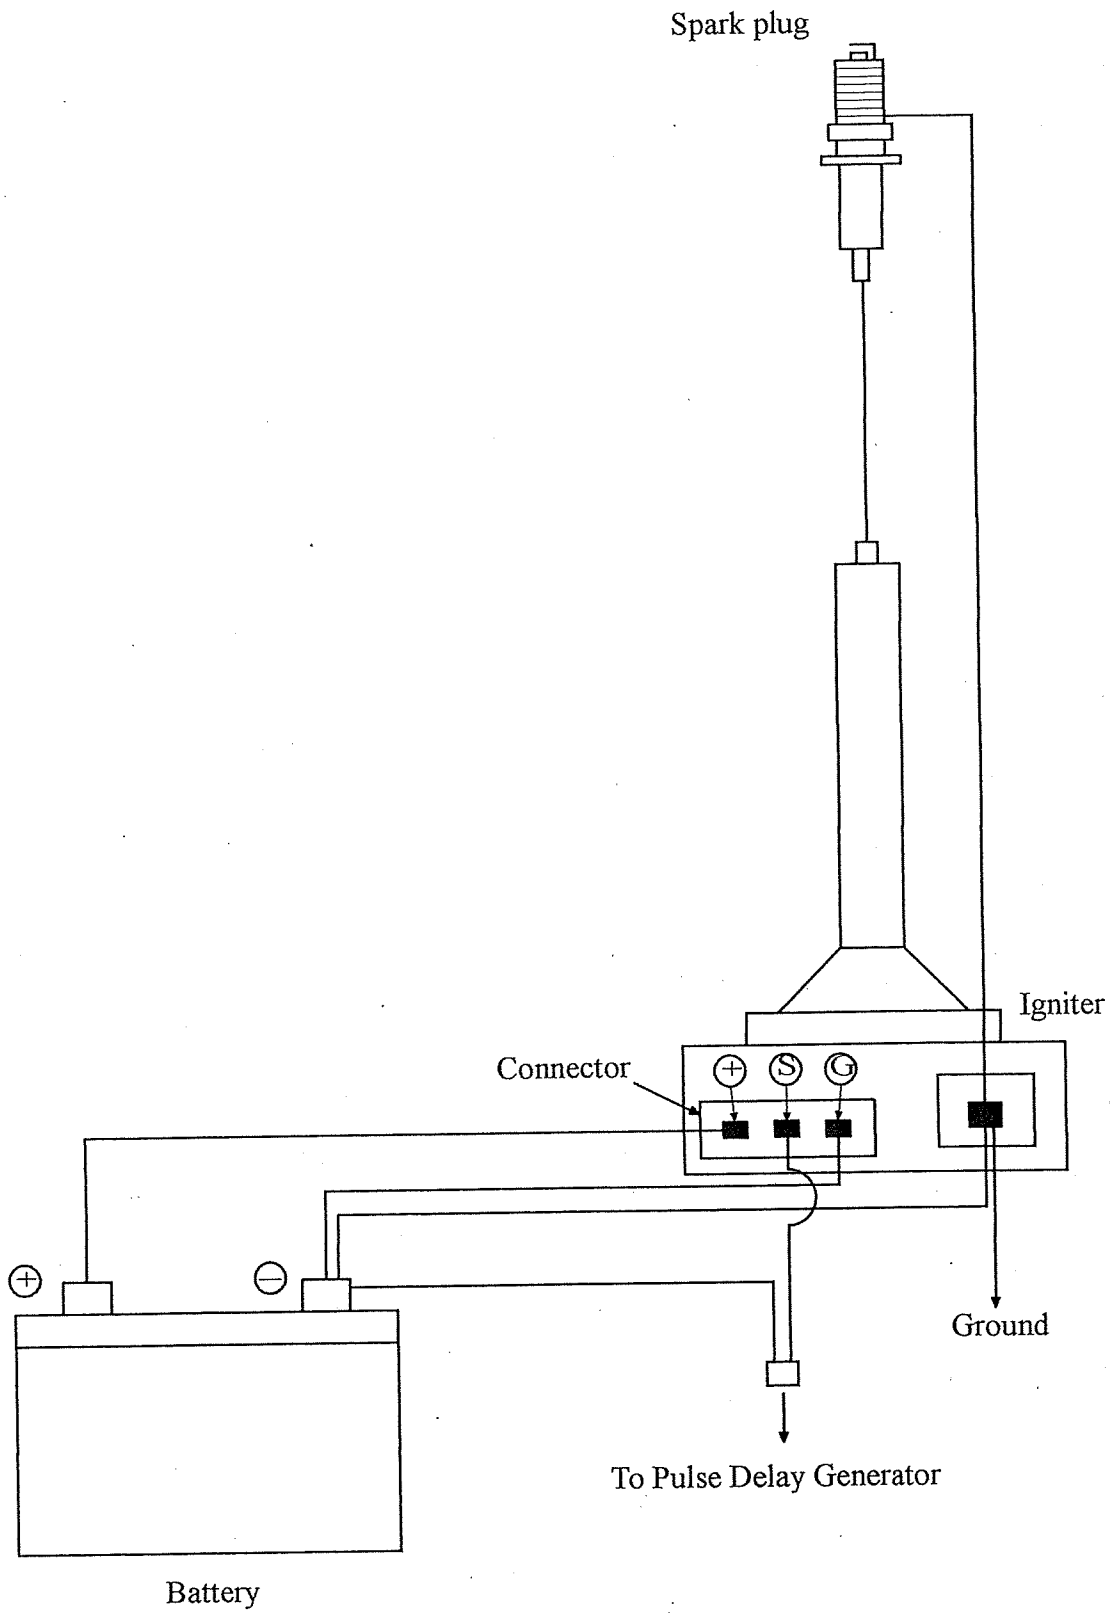 Spark plug
Igniter
Connector
+ S G
+
−
Ground
To Pulse Delay Generator
Battery